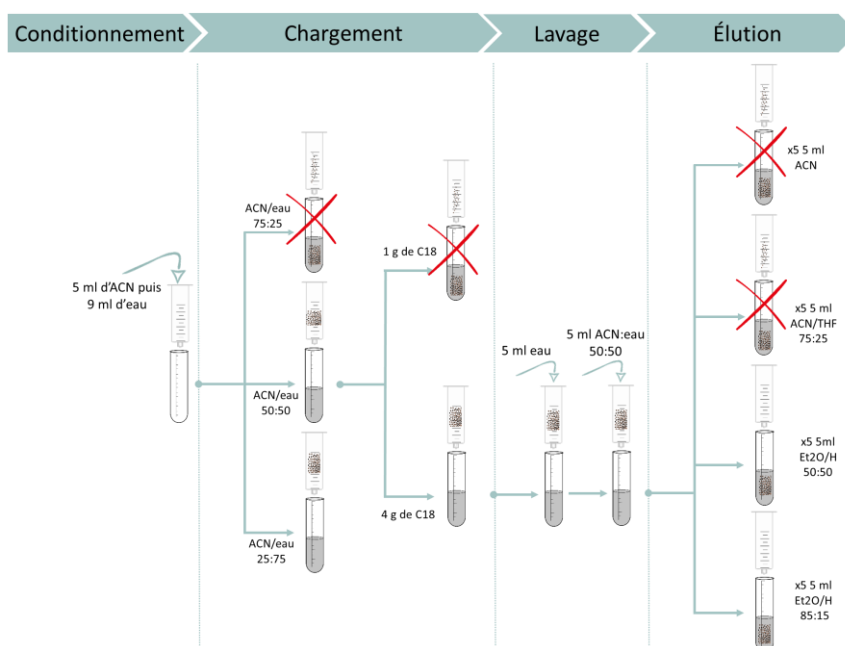 Conditionnement
Chargement
Lavage
Élution
5 ml d'ACN puis
9 ml d'eau
ACN/eau
75:25
ACN/eau
50:50
ACN/eau
25:75
1 g de C18
4 g de C18
5 ml eau
5 ml ACN:eau
50:50
x5 5 ml
ACN
x5 5 ml
ACN/THF
75:25
x5 5ml
Et2O/H
50:50
x5 5 ml
Et2O/H
85:15